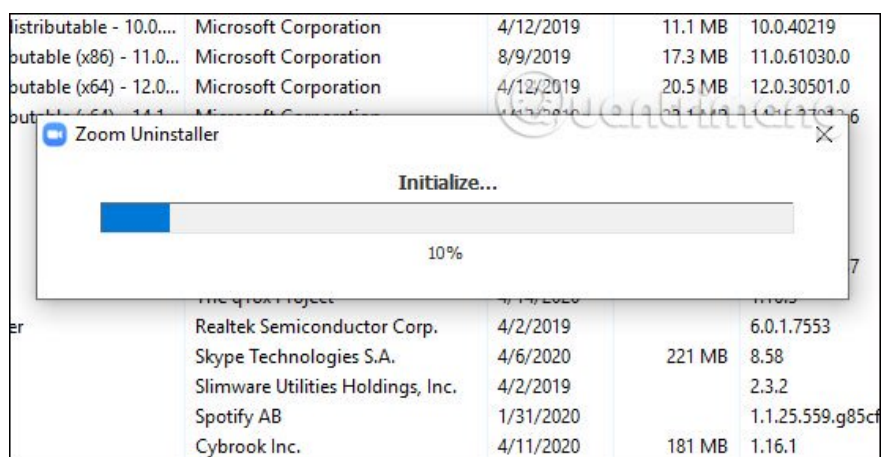 istributable - 10.0.... Microsoft Corporation 4/12/2019 11.1 MB 10.0.40219
butable (x86) - 11.0... Microsoft Corporation 8/9/2019 17.3 MB 11.0.61030.0
butable (x64) - 12.0... Microsoft Corporation 4/12/2019 20.5 MB 12.0.30501.0
Quantrimang
Zoom Uninstaller
Initialize...
10%
7
er Realtek Semiconductor Corp. 4/2/2019 6.0.1.7553
Skype Technologies S.A. 4/6/2020 221 MB 8.58
Slimware Utilities Holdings, Inc. 4/2/2019 2.3.2
Spotify AB 1/31/2020 1.1.25.559.g85cf
Cybrook Inc. 4/11/2020 181 MB 1.16.1